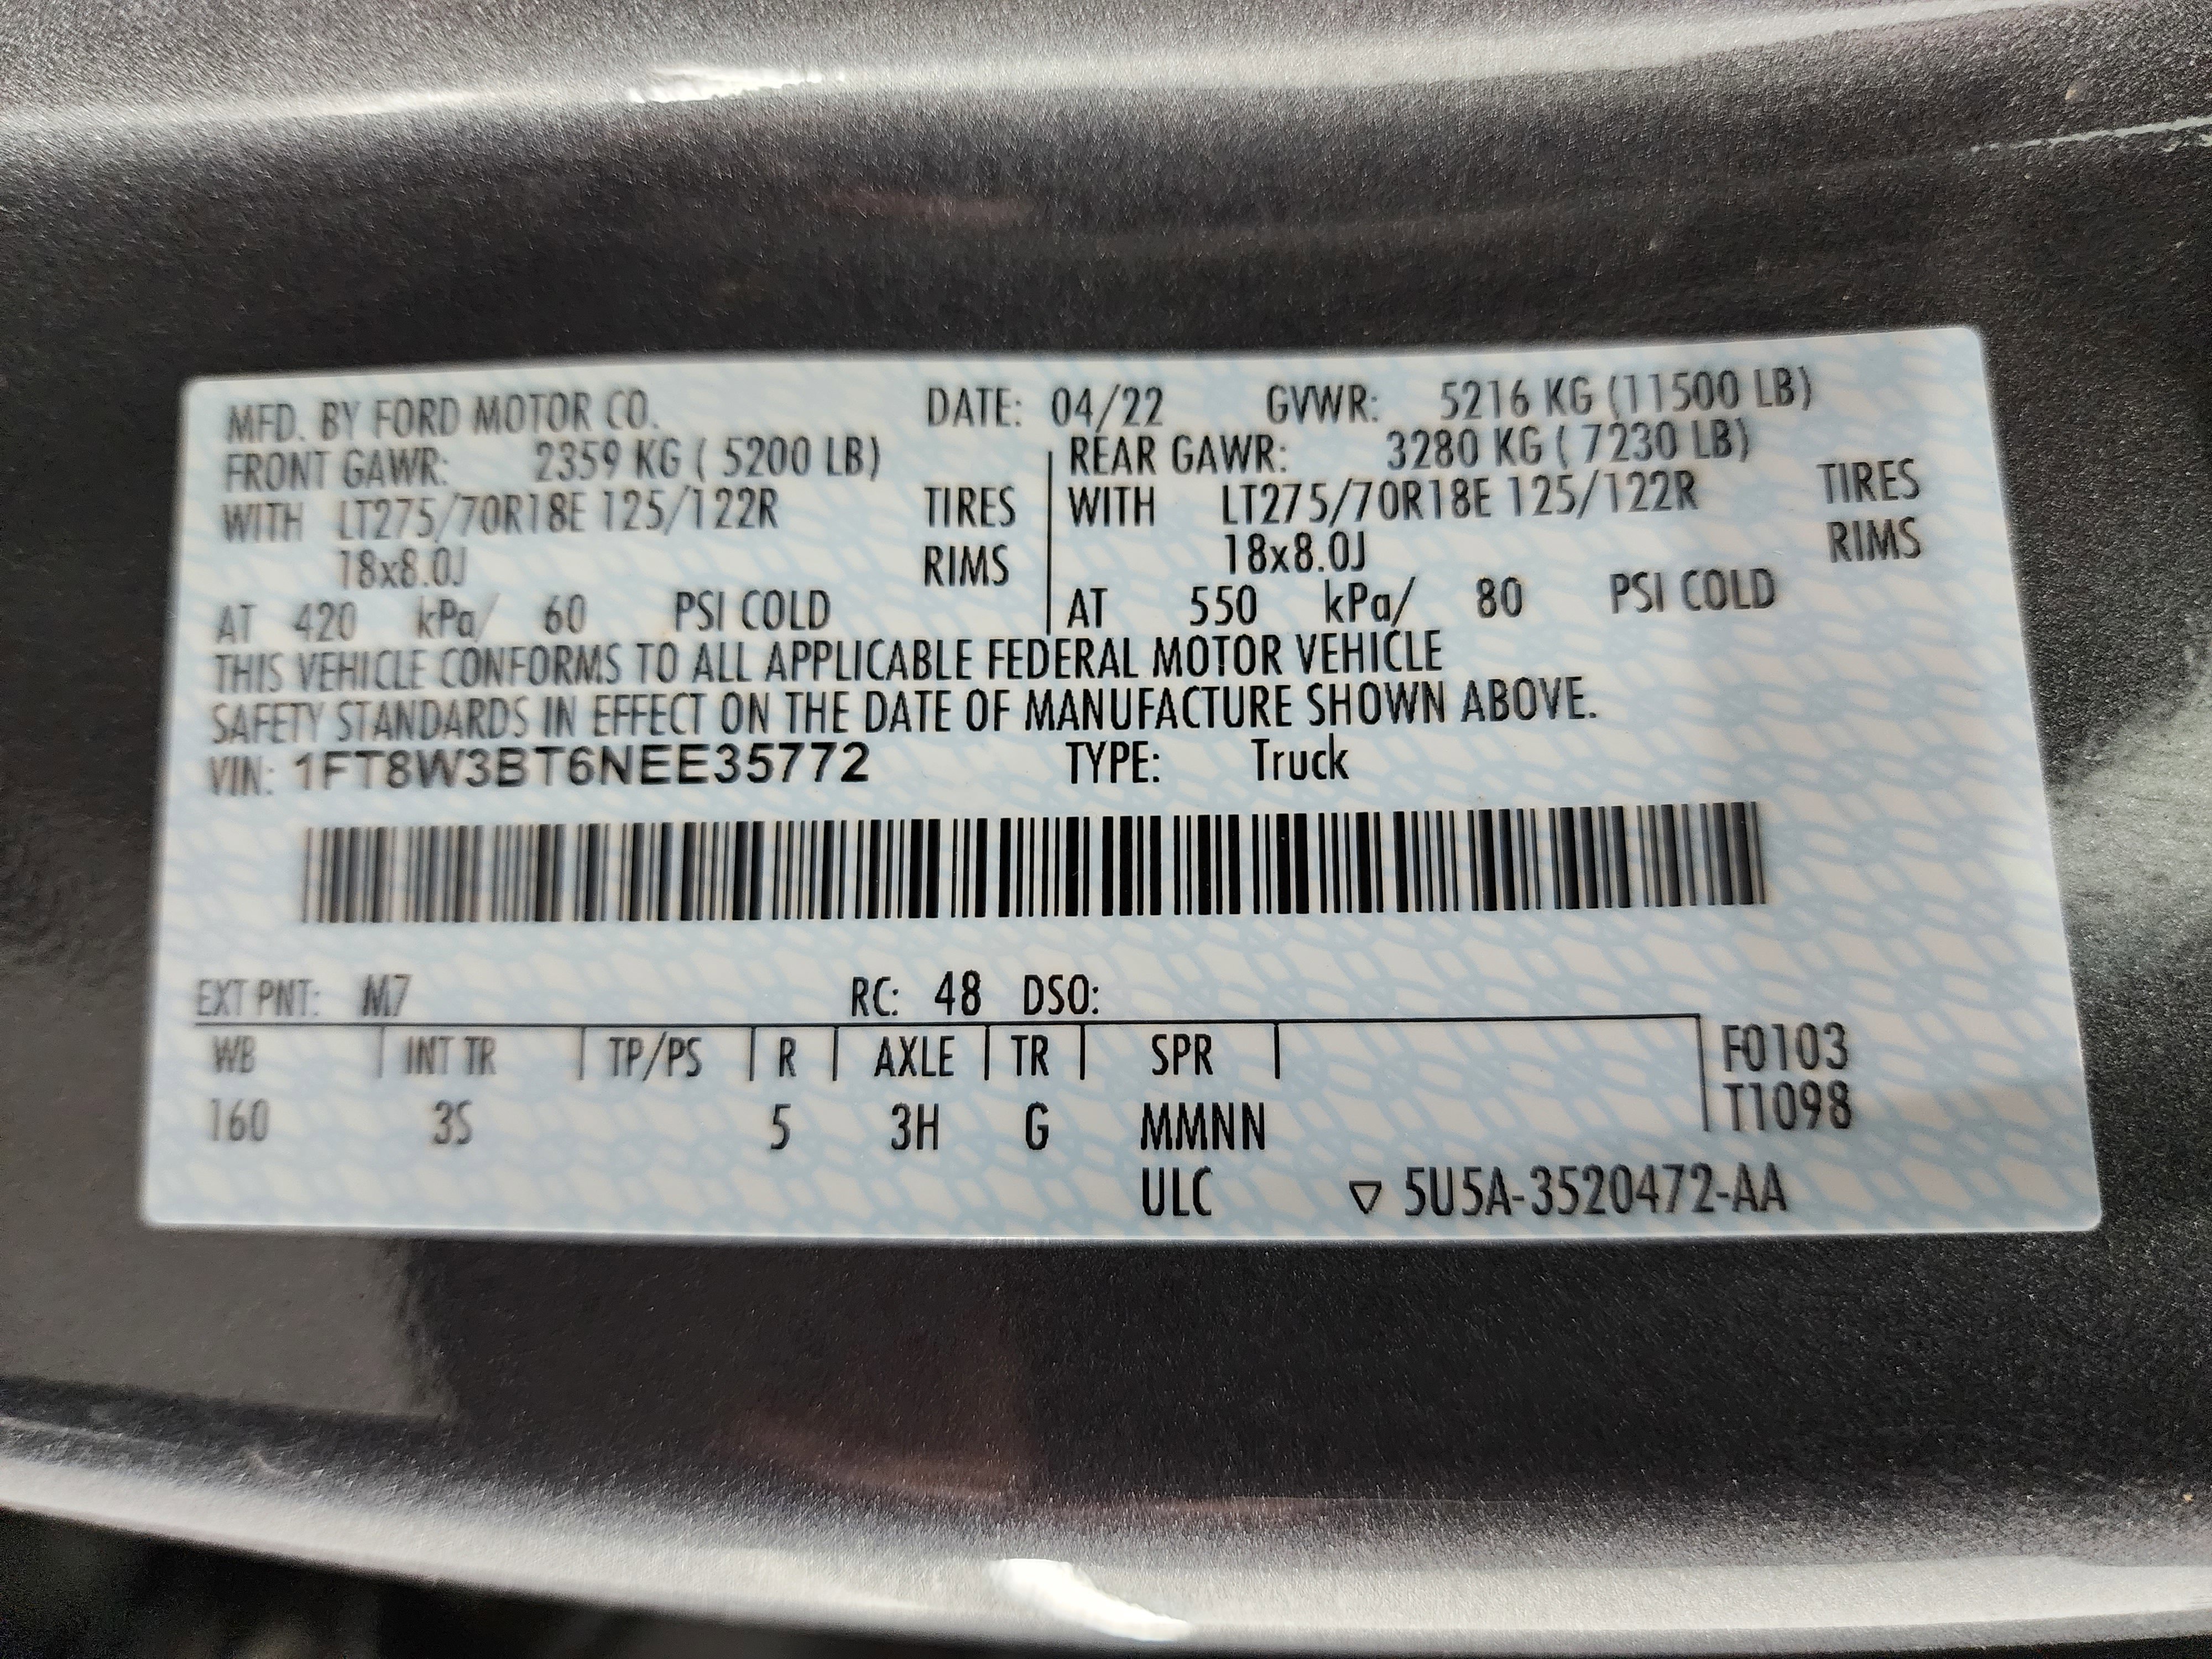 MFD. BY FORD MOTOR CO. DATE: 04/22 GVWR: 5216 KG (11500 LB)
FRONT GAWR: 2359 KG ( 5200 LB) REAR GAWR: 3280 KG ( 7230 LB)
WITH LT275/70R18E 125/122R TIRES WITH LT275/70R18E 125/122R TIRES
18x8.0J RIMS 18x8.0J RIMS
AT 420 kPa/ 60 PSI COLD AT 550 kPa/ 80 PSI COLD
THIS VEHICLE CONFORMS TO ALL APPLICABLE FEDERAL MOTOR VEHICLE
SAFETY STANDARDS IN EFFECT ON THE DATE OF MANUFACTURE SHOWN ABOVE.
VIN: 1FT8W3BT6NEE35772 TYPE: Truck
EXT PNT: M7 RC: 48 DSO:
WB INT TR TP/PS R AXLE TR SPR F0103
160 3S 5 3H G MMNN T1098
ULC ▽ 5U5A-3520472-AA